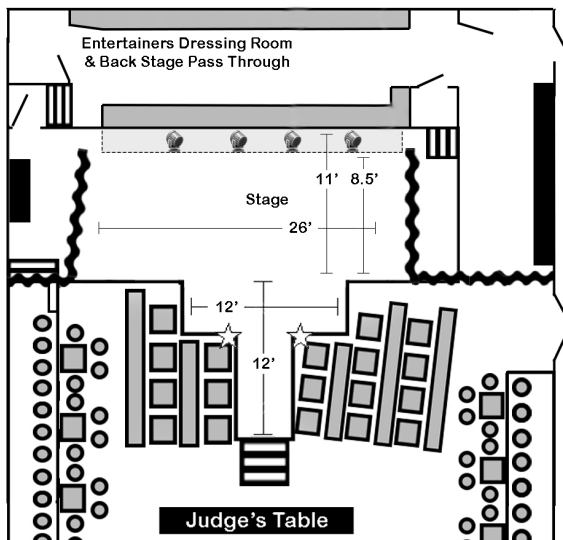 Entertainers Dressing Room
& Back Stage Pass Through
11’ 8.5’
Stage
26’
12’
12’
Judge’s Table